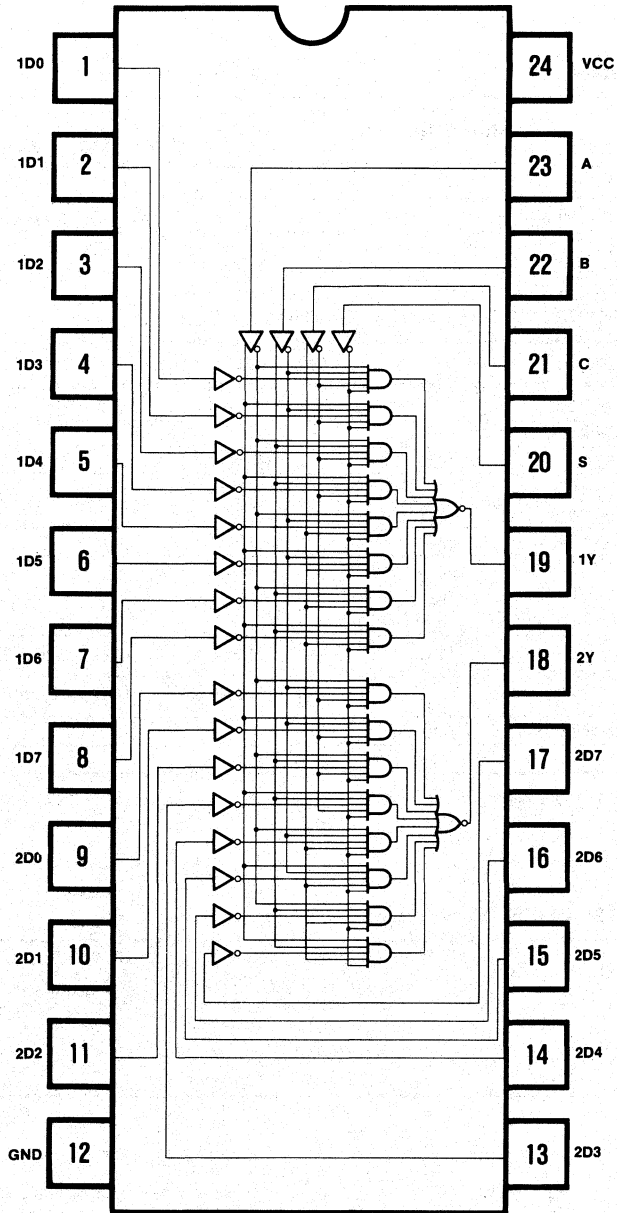 1D0 1 24 VCC
1D1 2 23 A
1D2 3 22 B
1D3 4 21 C
1D4 5 20 S
1D5 6 19 1Y
1D6 7 18 2Y
1D7 8 17 2D7
2D0 9 16 2D6
2D1 10 15 2D5
2D2 11 14 2D4
GND 12 13 2D3